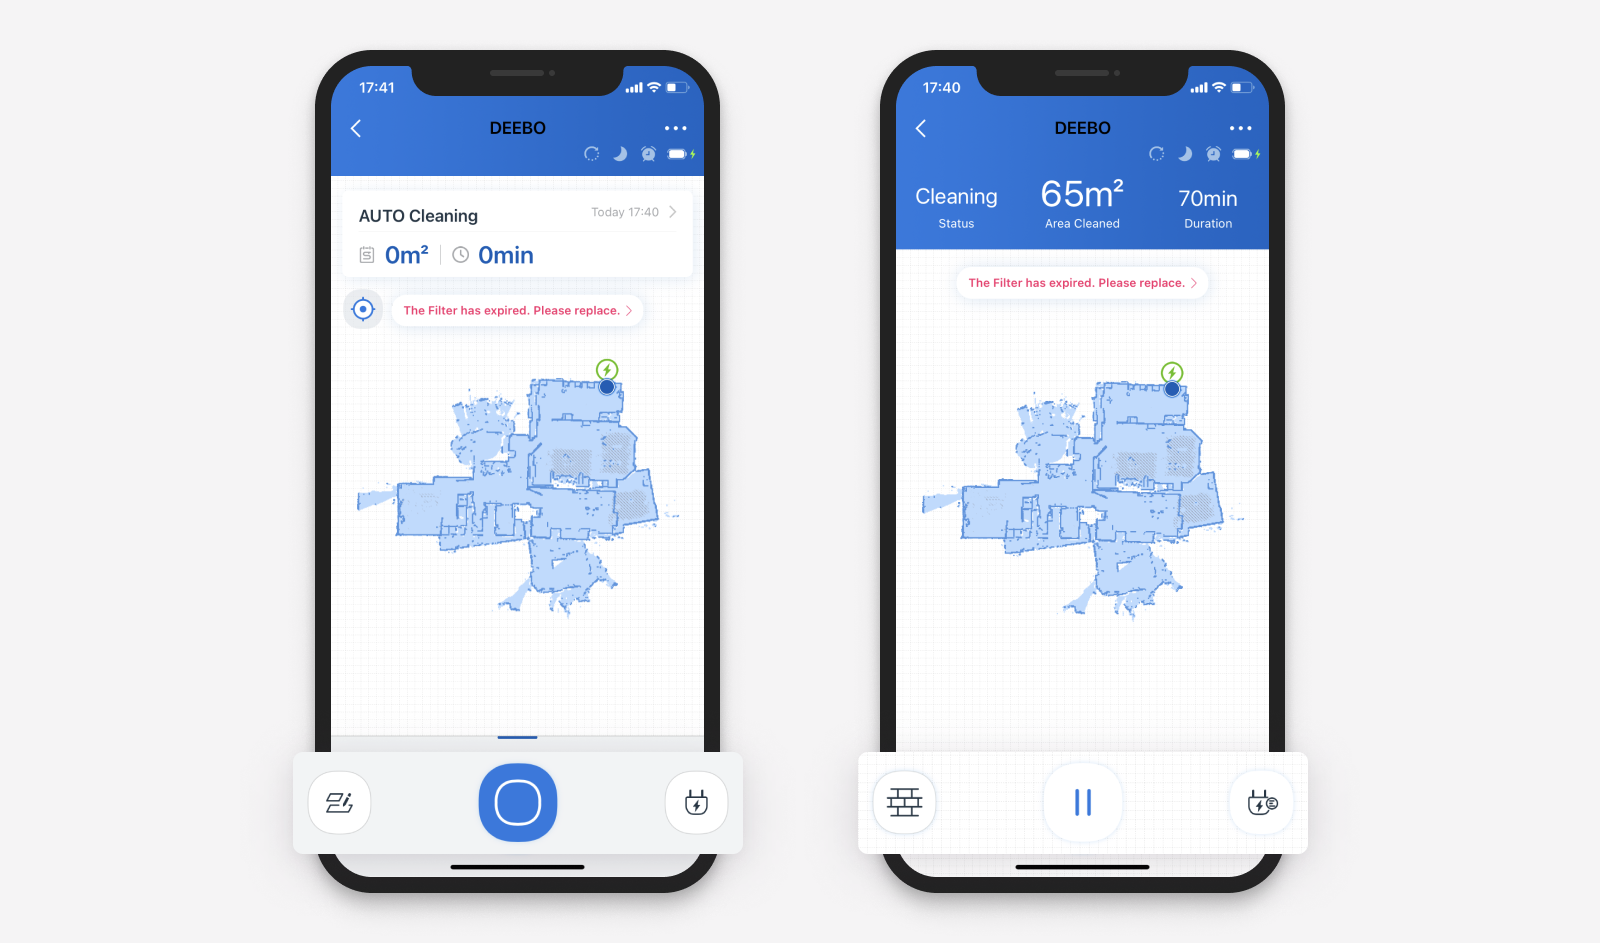 17:41
DEEBO
AUTO Cleaning
Today 17:40
0m²
0min
The Filter has expired. Please replace.
17:40
DEEBO
Cleaning
65m²
70min
Status
Area Cleaned
Duration
The Filter has expired. Please replace.